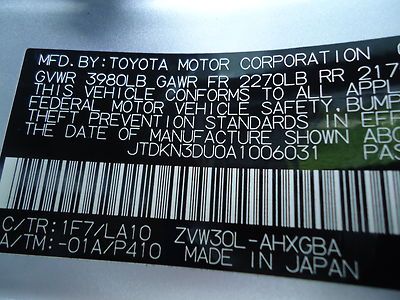 MFD. BY: TOYOTA MOTOR CORPORATION
GVWR 3980LB GAWR FR 2270LB RR 217
THIS VEHICLE CONFORMS TO ALL APPL
FEDERAL MOTOR VEHICLE SAFETY, BUMP
THEFT PREVENTION STANDARDS IN EFF
THE DATE OF MANUFACTURE SHOWN ABO
JTDKN3DU0A1006031 PAS
C/TR: 1F7/LA10 ZVW30L-AHXGBA
A/TM: -01A/P410 MADE IN JAPAN